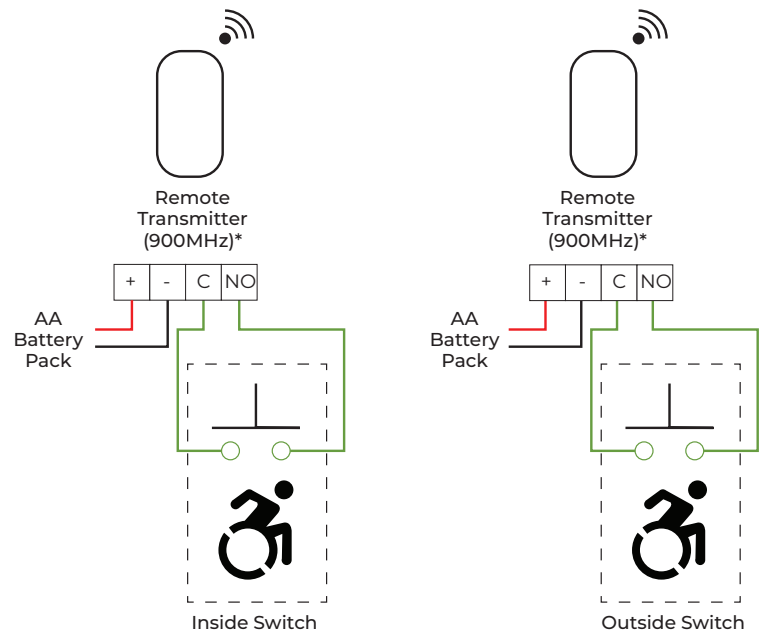 Remote
Transmitter
(900MHz)*
+ - C NO
AA
Battery
Pack
Inside Switch
Remote
Transmitter
(900MHz)*
+ - C NO
AA
Battery
Pack
Outside Switch